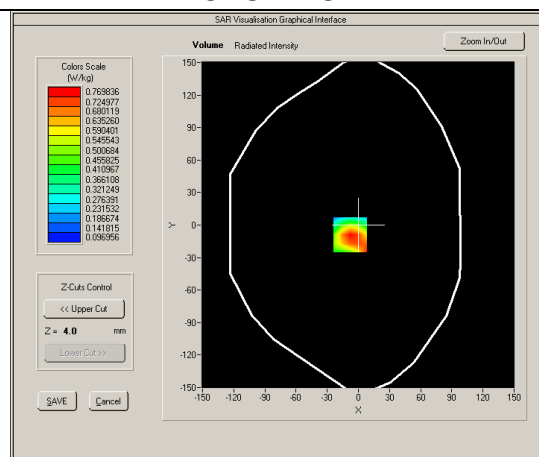 SAR Visualisation Graphical Interface
Volume Radiated Intensity
Zoom In/Out
Colors Scale
(W/kg)
0.769836
0.724977
0.680119
0.635260
0.590401
0.545543
0.500684
0.455825
0.410967
0.366108
0.321249
0.276391
0.231532
0.186674
0.141815
0.096956
Z-Cuts Control
<< Upper Cut
Z = 4.0 mm
Lower Cut >>
SAVE
Cancel
150
120
90
60
30
0
-30
-60
-90
-120
-150
Y
-150 -120 -90 -60 -30 0 30 60 90 120 150
X